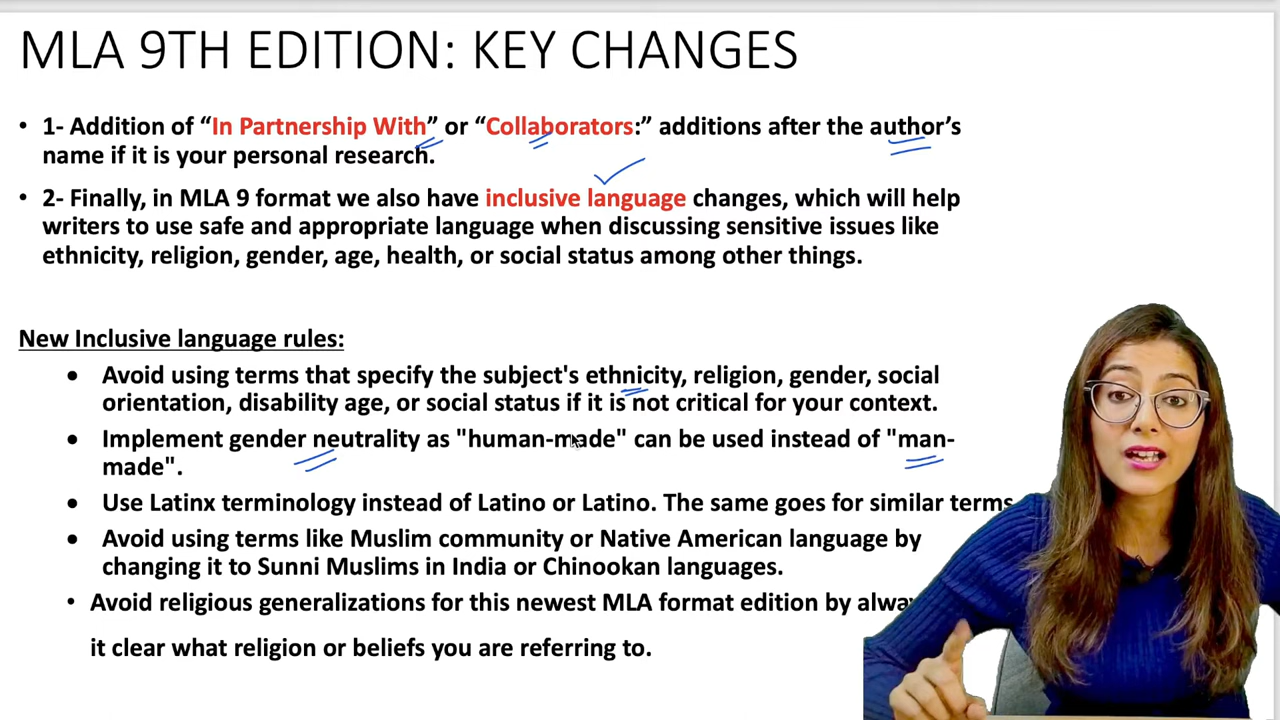 MLA 9TH EDITION: KEY CHANGES
• 1- Addition of “In Partnership With” or “Collaborators:” additions after the author’s
name if it is your personal research.
• 2- Finally, in MLA 9 format we also have inclusive language changes, which will help
writers to use safe and appropriate language when discussing sensitive issues like
ethnicity, religion, gender, age, health, or social status among other things.
New Inclusive language rules:
• Avoid using terms that specify the subject's ethnicity, religion, gender, social
orientation, disability age, or social status if it is not critical for your context.
• Implement gender neutrality as "human-made" can be used instead of "man-
made".
• Use Latinx terminology instead of Latino or Latino. The same goes for similar terms
• Avoid using terms like Muslim community or Native American language by
changing it to Sunni Muslims in India or Chinookan languages.
• Avoid religious generalizations for this newest MLA format edition by
it clear what religion or beliefs you are referring to.